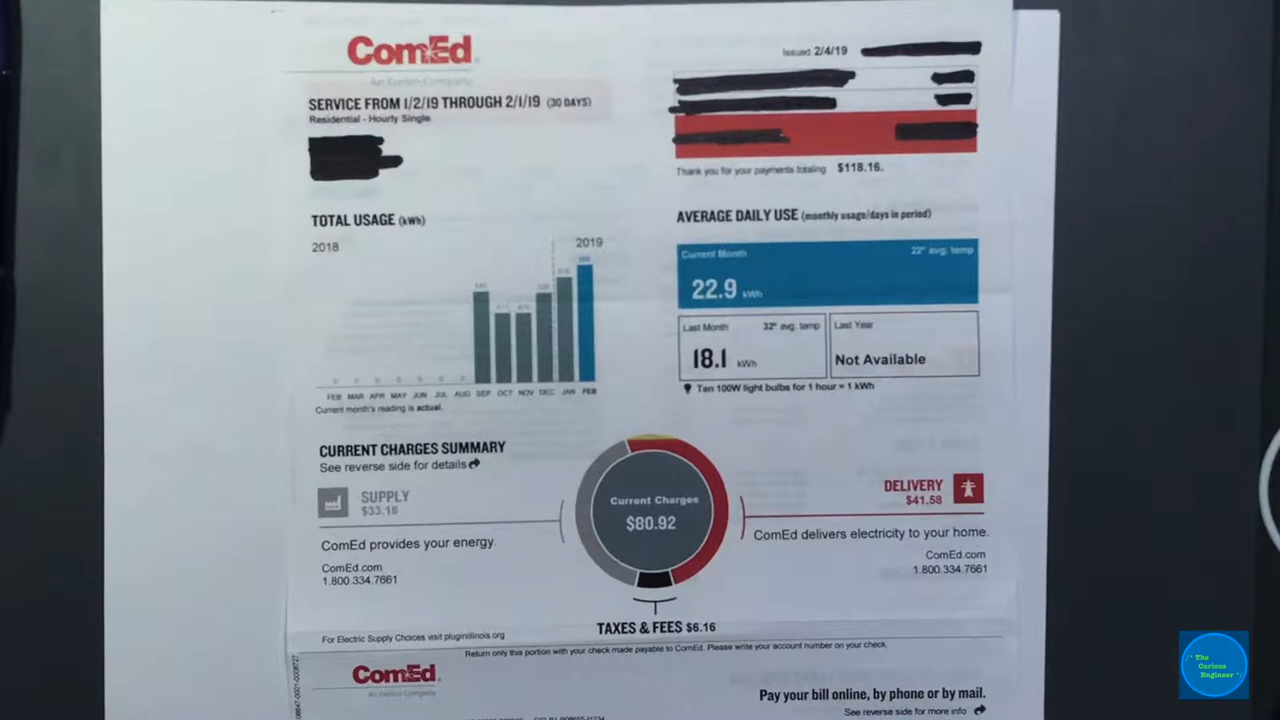 ComEd
An Exelon Company
Issued 2/4/19
SERVICE FROM 1/2/19 THROUGH 2/1/19 (30 DAYS)
Residential - Hourly Single
Thank you for your payments totaling $118.16.
TOTAL USAGE (kWh)
2018
2019
FEB MAR APR MAY JUN JUL AUG SEP OCT NOV DEC JAN FEB
Current month's reading is actual.
AVERAGE DAILY USE (monthly usage/days in period)
Current Month 22° avg. temp
22.9 kWh
Last Month 32° avg. temp
18.1 kWh
Last Year
Not Available
Ten 100W light bulbs for 1 hour = 1 kWh
CURRENT CHARGES SUMMARY
See reverse side for details
SUPPLY
$33.18
ComEd provides your energy.
ComEd.com
1.800.334.7661
Current Charges
$80.92
DELIVERY
$41.58
ComEd delivers electricity to your home.
ComEd.com
1.800.334.7661
TAXES & FEES $6.16
For Electric Supply Choices visit pluginillinois.org
Return only this portion with your check made payable to ComEd. Please write your account number on your check.
ComEd
An Exelon Company
Pay your bill online, by phone or by mail.
See reverse side for more info
/* The
Curious
Engineer */